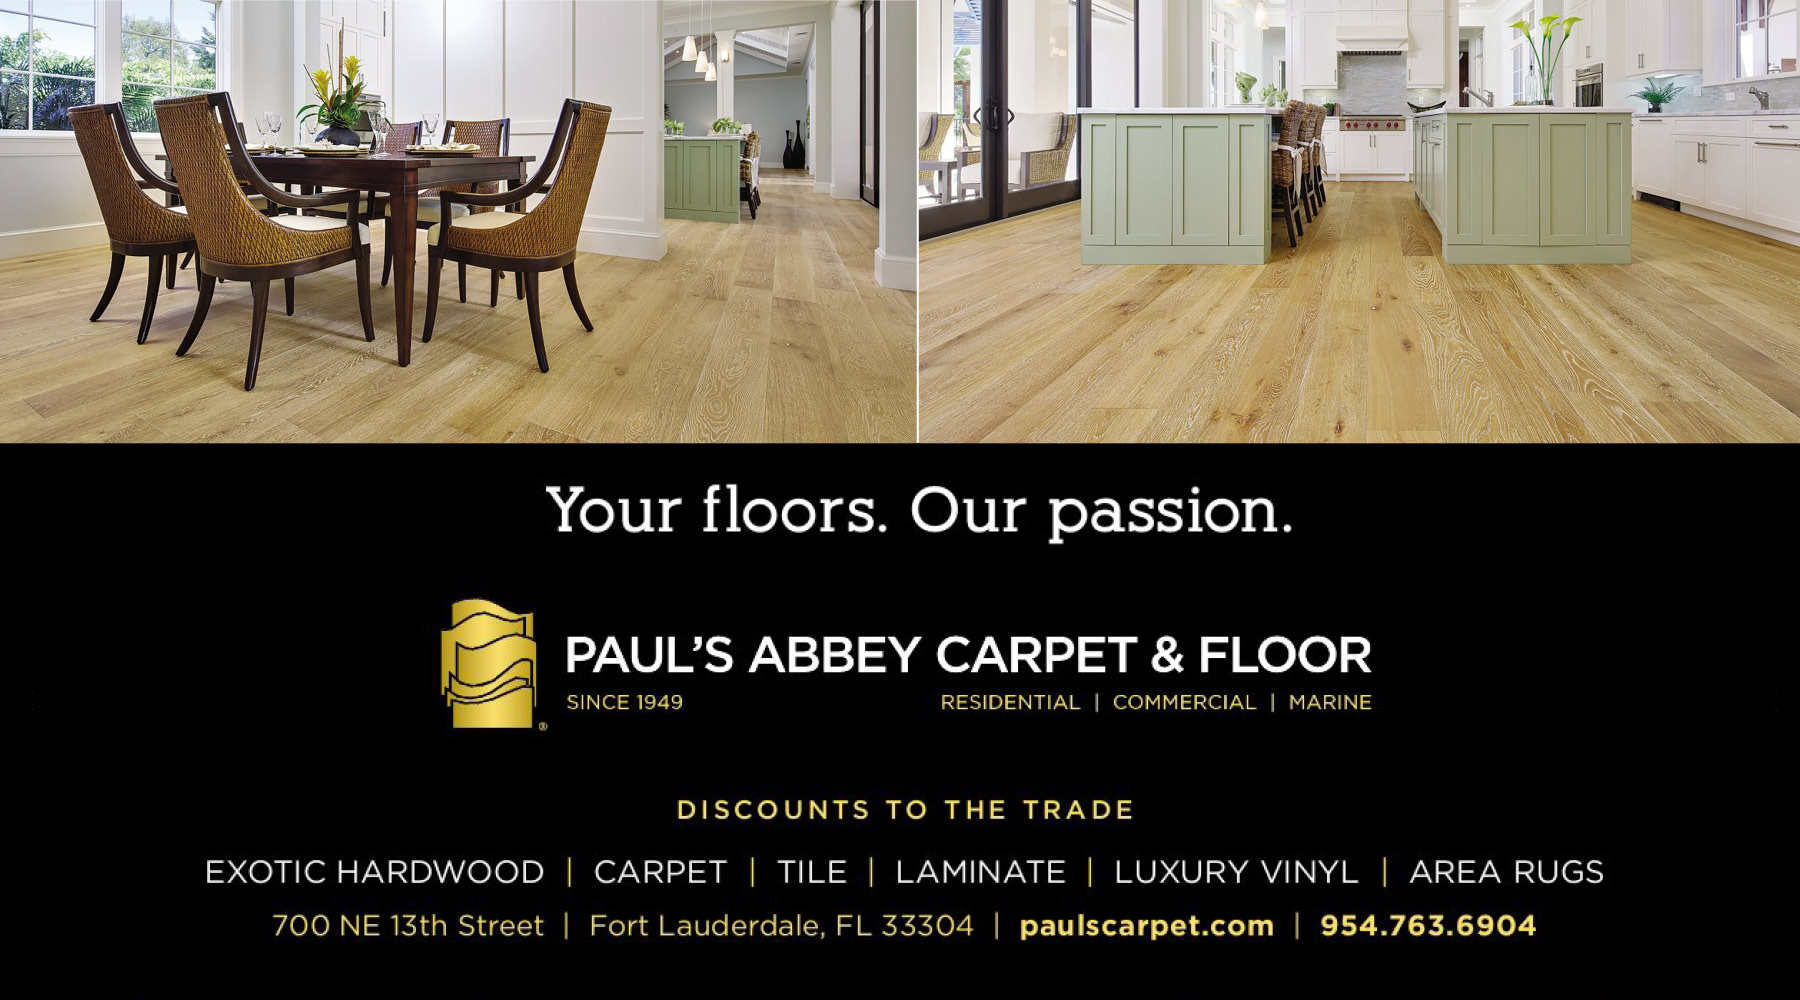 Your floors. Our passion.
PAUL'S ABBEY CARPET & FLOOR
SINCE 1949 RESIDENTIAL | COMMERCIAL | MARINE
®
DISCOUNTS TO THE TRADE
EXOTIC HARDWOOD | CARPET | TILE | LAMINATE | LUXURY VINYL | AREA RUGS
700 NE 13th Street | Fort Lauderdale, FL 33304 | paulscarpet.com | 954.763.6904